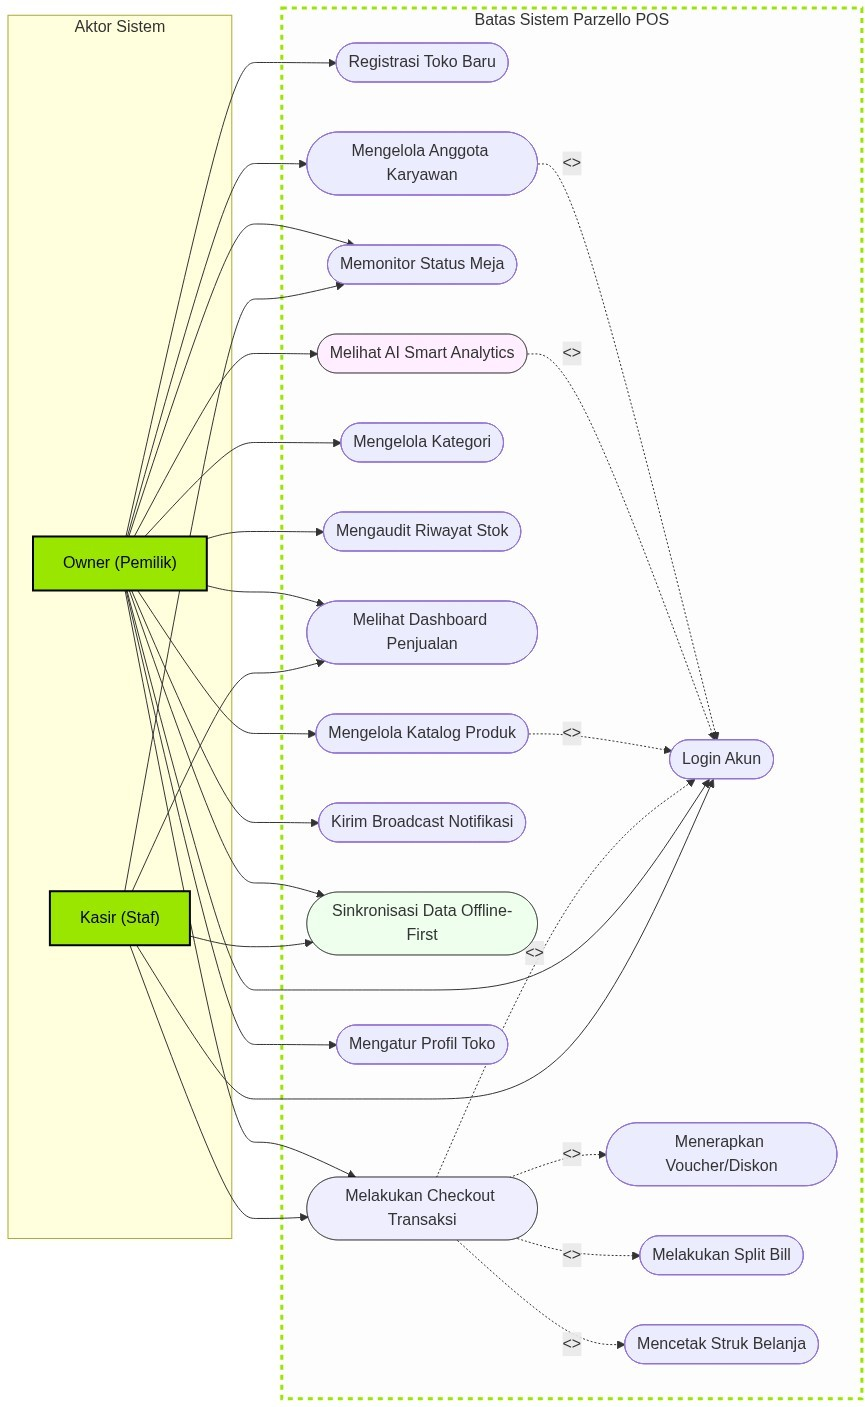 Aktor Sistem
Batas Sistem Parzello POS
Registrasi Toko Baru
Mengelola Anggota
Karyawan
<>
Memonitor Status Meja
Melihat AI Smart Analytics
<>
Mengelola Kategori
Mengaudit Riwayat Stok
Owner (Pemilik)
Melihat Dashboard
Penjualan
Mengelola Katalog Produk
<>
Login Akun
Kirim Broadcast Notifikasi
Kasir (Staf)
Sinkronisasi Data Offline-
First
<>
Mengatur Profil Toko
<>
Menerapkan
Voucher/Diskon
Melakukan Checkout
Transaksi
<>
Melakukan Split Bill
<>
Mencetak Struk Belanja